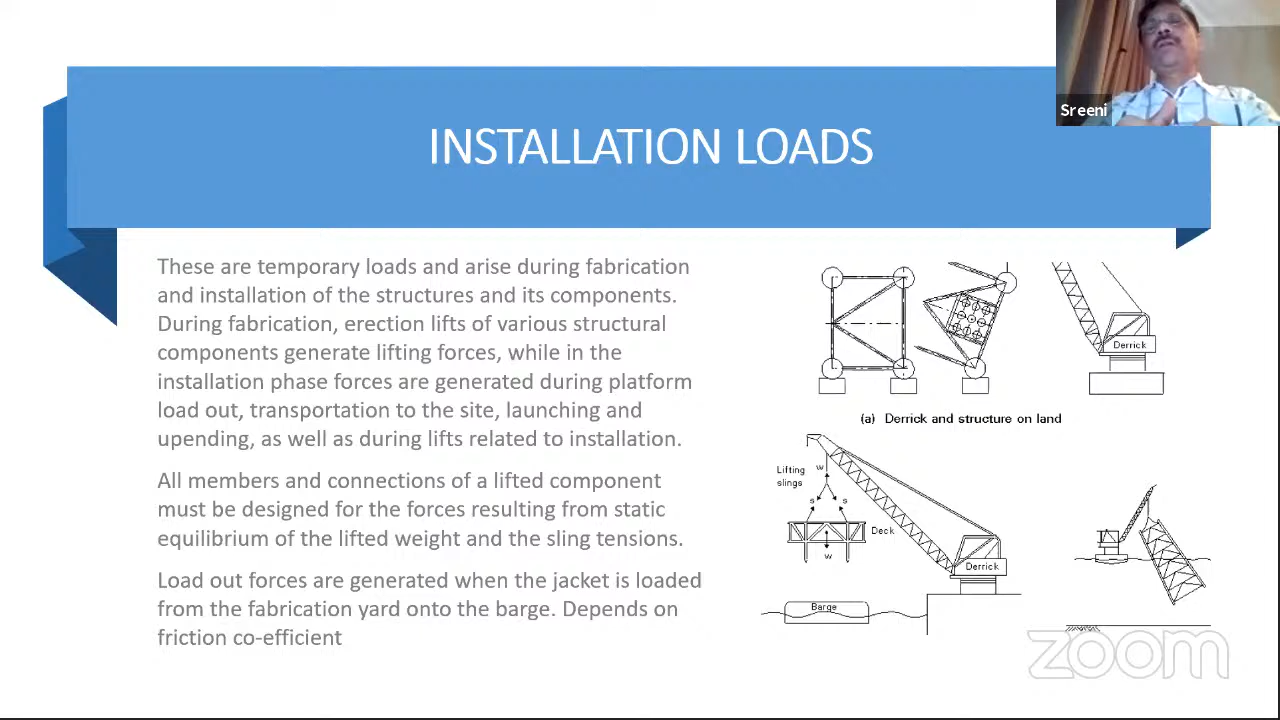 Sreeni
INSTALLATION LOADS
These are temporary loads and arise during fabrication
and installation of the structures and its components.
During fabrication, erection lifts of various structural
components generate lifting forces, while in the
installation phase forces are generated during platform
load out, transportation to the site, launching and
upending, as well as during lifts related to installation.
All members and connections of a lifted component
must be designed for the forces resulting from static
equilibrium of the lifted weight and the sling tensions.
Load out forces are generated when the jacket is loaded
from the fabrication yard onto the barge. Depends on
friction co-efficient
Derrick
(a) Derrick and structure on land
Lifting
slings
w
s s
Deck
w
Derrick
Barge
zoom